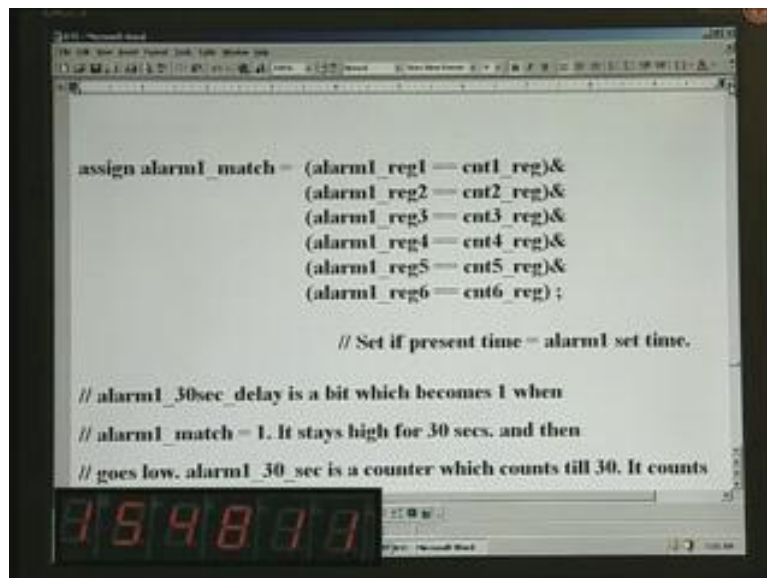 assign alarm1_match = (alarm1_reg1 == cnt1_reg)&
(alarm1_reg2 == cnt2_reg)&
(alarm1_reg3 == cnt3_reg)&
(alarm1_reg4 == cnt4_reg)&
(alarm1_reg5 == cnt5_reg)&
(alarm1_reg6 == cnt6_reg) ;
// Set if present time = alarm1 set time.
// alarm1_30sec_delay is a bit which becomes 1 when
// alarm1_match = 1. It stays high for 30 secs. and then
// goes low. alarm1_30_sec is a counter which counts till 30. It counts
154811